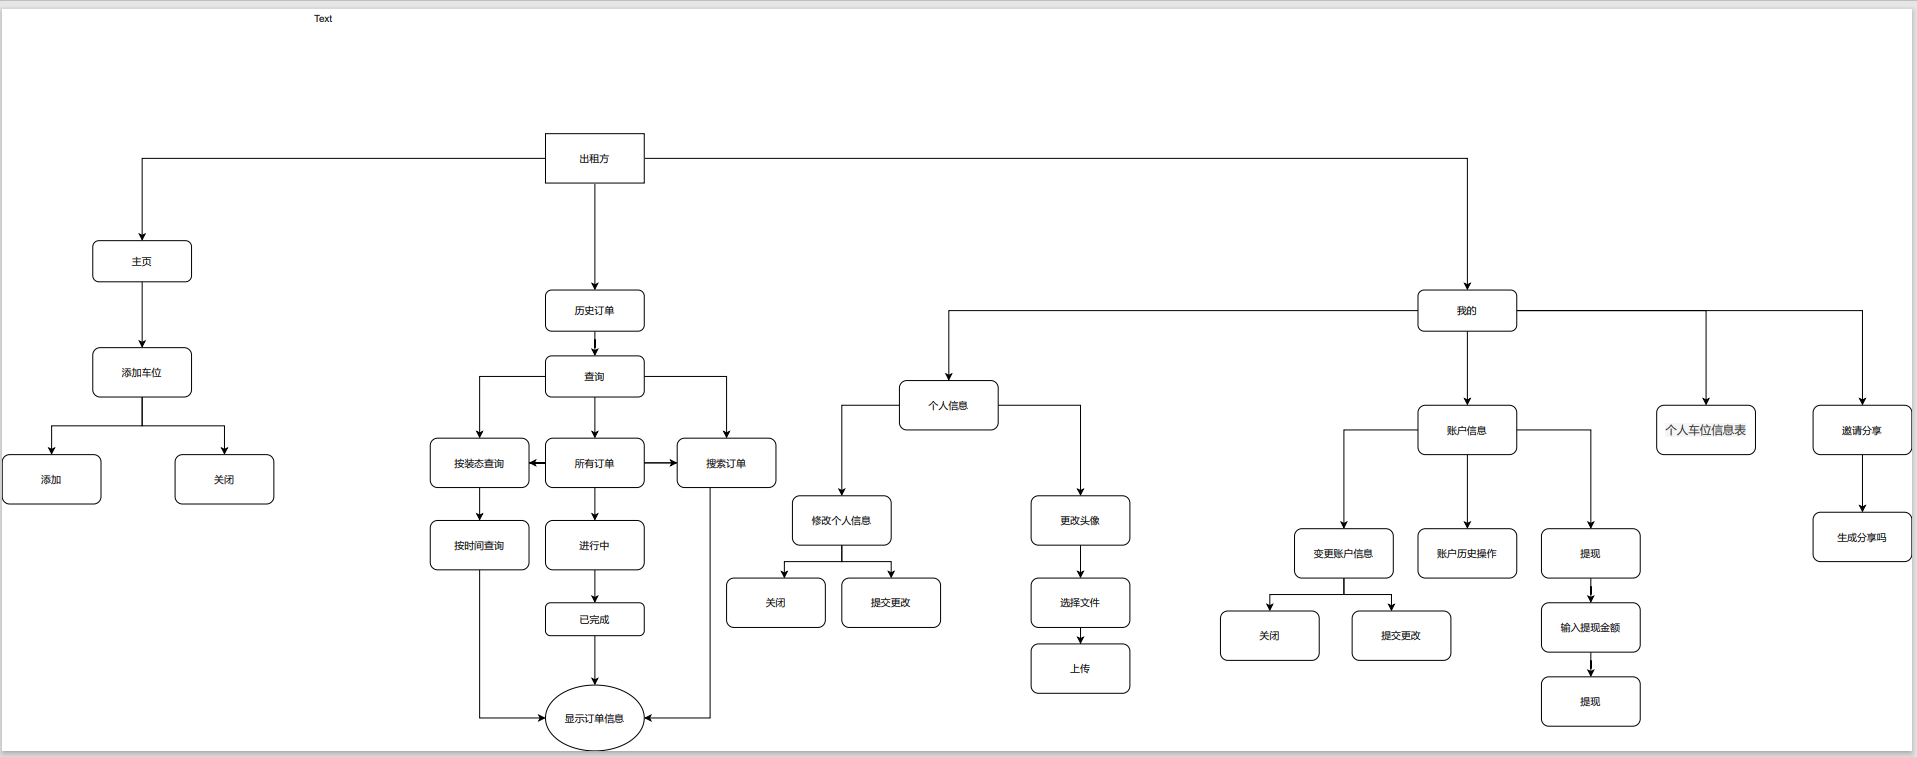 Text
出租方
主页
历史订单
我的
添加车位
查询
个人信息
账户信息
个人车位信息表
邀请分享
添加
关闭
按装态查询
所有订单
搜索订单
修改个人信息
更改头像
按时间查询
进行中
变更账户信息
账户历史操作
提现
生成分享吗
关闭
提交更改
选择文件
已完成
关闭
提交更改
输入提现金额
上传
提现
显示订单信息